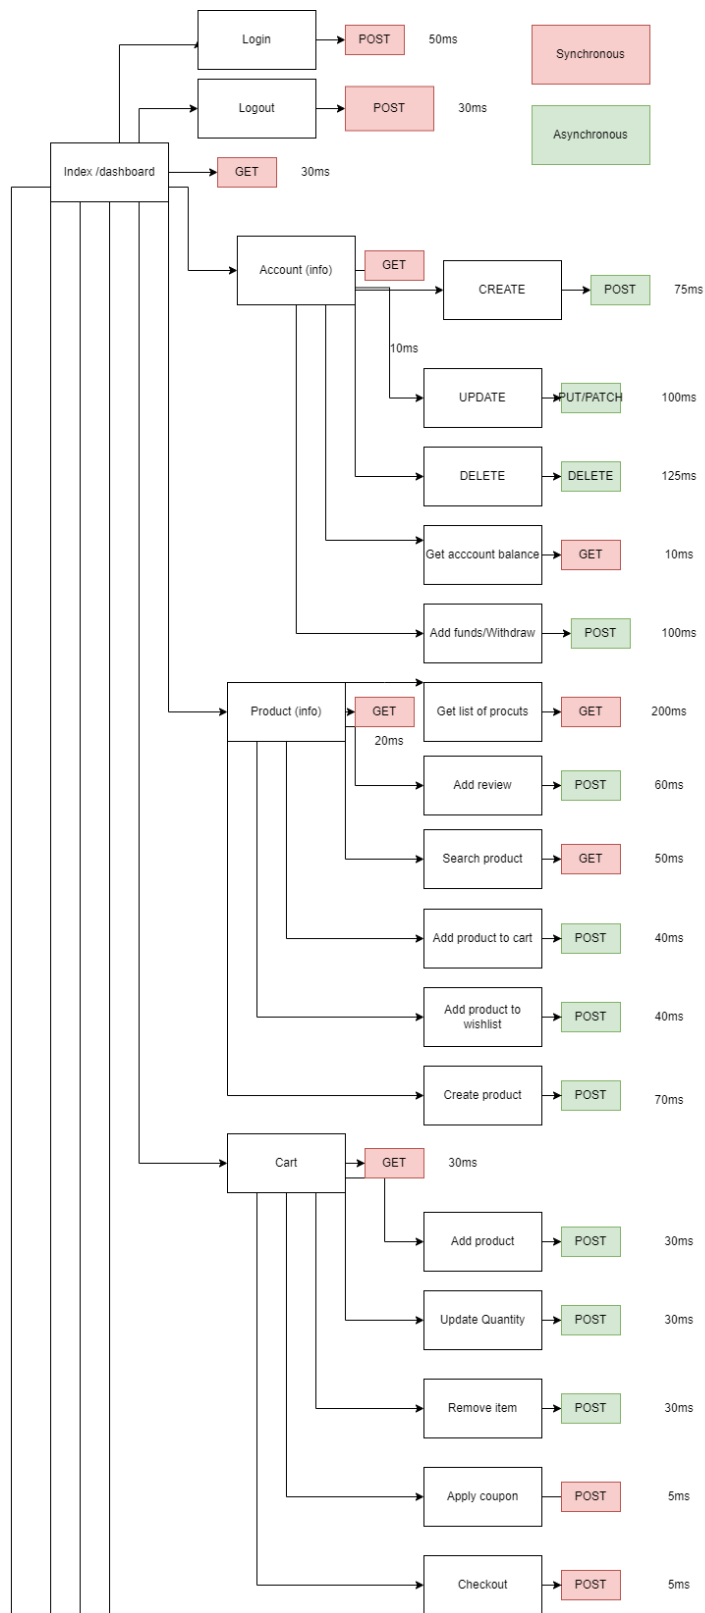 Login
POST
50ms
Synchronous
Logout
POST
30ms
Asynchronous
Index /dashboard
GET
30ms
Account (info)
GET
CREATE
POST
75ms
10ms
UPDATE
PUT/PATCH
100ms
DELETE
DELETE
125ms
Get acccount balance
GET
10ms
Add funds/Withdraw
POST
100ms
Product (info)
GET
Get list of procuts
GET
200ms
20ms
Add review
POST
60ms
Search product
GET
50ms
Add product to cart
POST
40ms
Add product to
wishlist
POST
40ms
Create product
POST
70ms
Cart
GET
30ms
Add product
POST
30ms
Update Quantity
POST
30ms
Remove item
POST
30ms
Apply coupon
POST
5ms
Checkout
POST
5ms